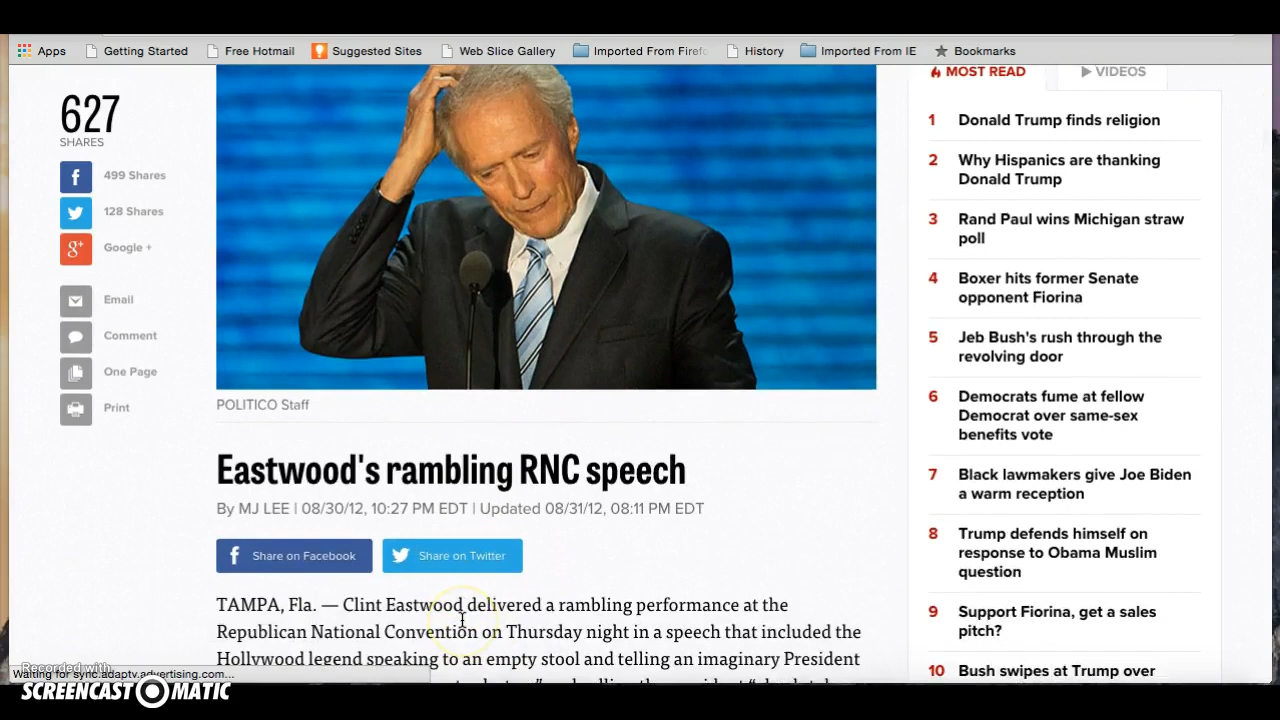 Apps Getting Started Free Hotmail Suggested Sites Web Slice Gallery Imported From Firefo History Imported From IE Bookmarks
627
SHARES
499 Shares
128 Shares
Google +
Email
Comment
One Page
Print
POLITICO Staff
Eastwood's rambling RNC speech
By MJ LEE | 08/30/12, 10:27 PM EDT | Updated 08/31/12, 08:11 PM EDT
Share on Facebook Share on Twitter
TAMPA, Fla. — Clint Eastwood delivered a rambling performance at the
Republican National Convention on Thursday night in a speech that included the
Hollywood legend speaking to an empty stool and telling an imaginary President
MOST READ VIDEOS
1 Donald Trump finds religion
2 Why Hispanics are thanking
Donald Trump
3 Rand Paul wins Michigan straw
poll
4 Boxer hits former Senate
opponent Fiorina
5 Jeb Bush's rush through the
revolving door
6 Democrats fume at fellow
Democrat over same-sex
benefits vote
7 Black lawmakers give Joe Biden
a warm reception
8 Trump defends himself on
response to Obama Muslim
question
9 Support Fiorina, get a sales
pitch?
10 Bush swipes at Trump over
Recorded with
Waiting for sync.adaptv.advertising.com...
SCREENCAST O MATIC